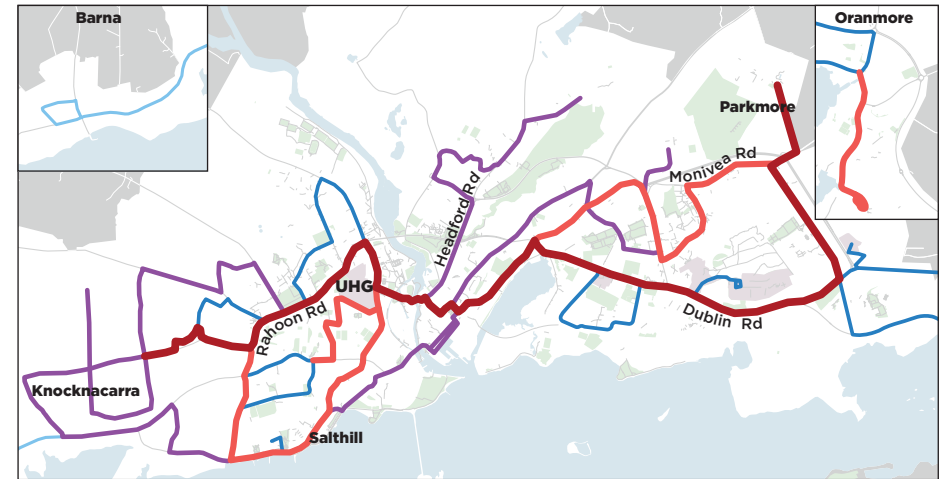 Barna
Oranmore
Parkmore
Monivea Rd
Headford Rd
UHG
Rahoon Rd
Dublin Rd
Knocknacarra
Salthill